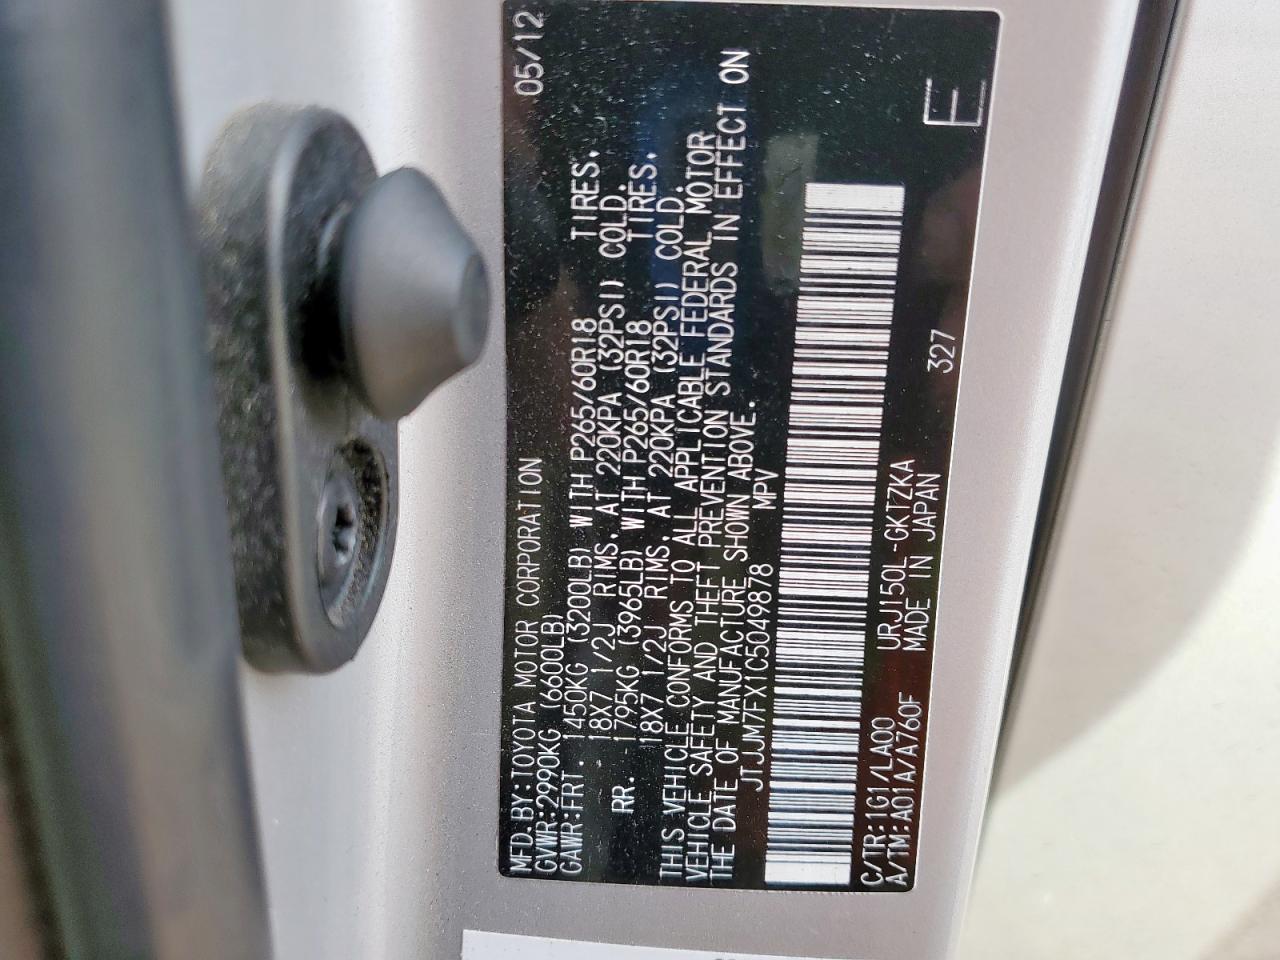 MFD. BY: TOYOTA MOTOR CORPORATION 05/12
GVWR: 2990KG (6600LB)
GAWR: FRT. 1450KG (3200LB) WITH P265/60R18 TIRES.
18X7 1/2J RIMS, AT 220KPA (32PSI) COLD.
RR. 1795KG (3965LB) WITH P265/60R18 TIRES.
18X7 1/2J RIMS, AT 220KPA (32PSI) COLD.
THIS VEHICLE CONFORMS TO ALL APPLICABLE FEDERAL MOTOR
VEHICLE SAFETY AND THEFT PREVENTION STANDARDS IN EFFECT ON
THE DATE OF MANUFACTURE SHOWN ABOVE.
JTJJM7FX1C5049878 MPV
C/TR: 1G1/LA00 URJ150L-GKTZKA 327
A/TM: A01A/A760F MADE IN JAPAN
E